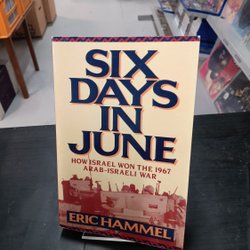 SIX
DAYS
IN
JUNE
HOW ISRAEL WON THE 1967
ARAB-ISRAELI WAR
ERIC HAMMEL